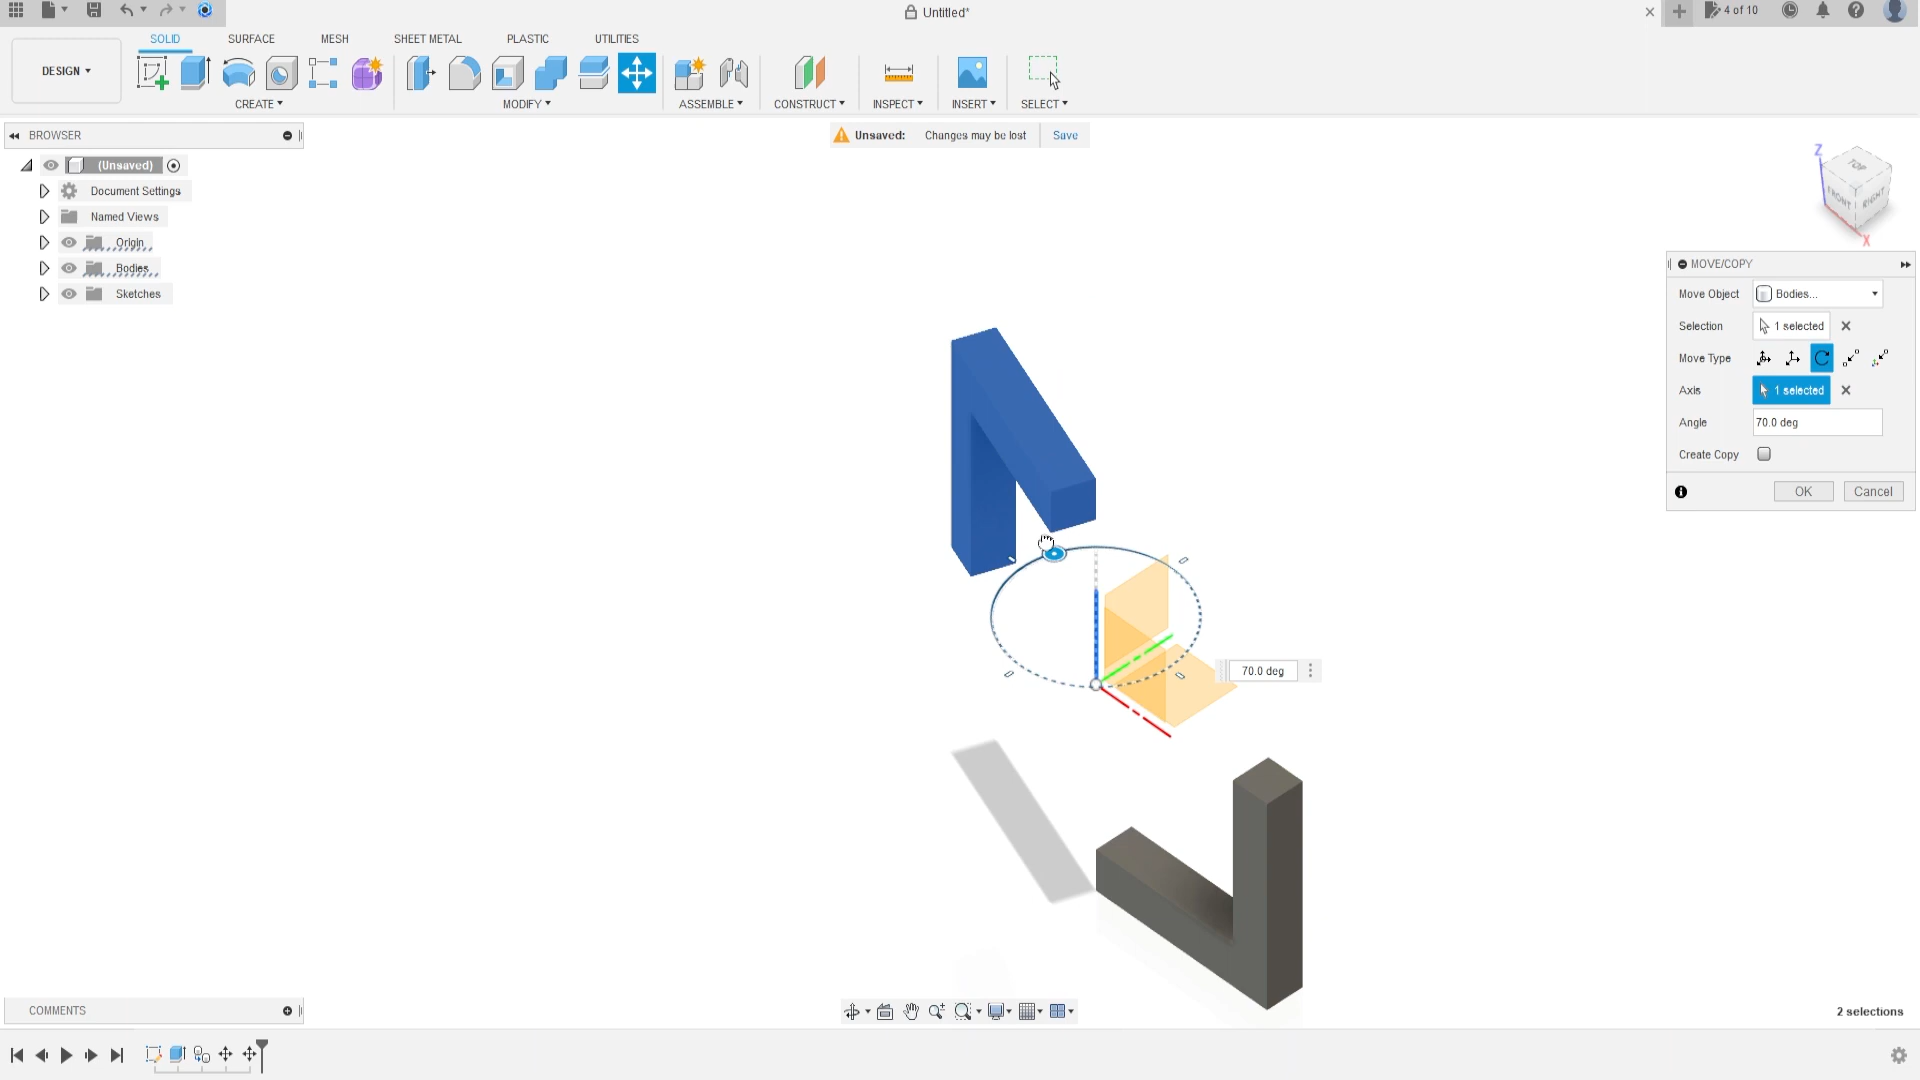 Untitled*
4 of 10
SOLID SURFACE MESH SHEET METAL PLASTIC UTILITIES
DESIGN
CREATE MODIFY ASSEMBLE CONSTRUCT INSPECT INSERT SELECT
BROWSER
Unsaved: Changes may be lost Save
(Unsaved)
Document Settings
Named Views
Origin
Bodies
Sketches
Z
TOP
FRONT
RIGHT
X
MOVE/COPY
Move Object Bodies...
Selection 1 selected
Move Type
Axis 1 selected
Angle 70.0 deg
Create Copy
OK Cancel
70.0 deg
COMMENTS
2 selections